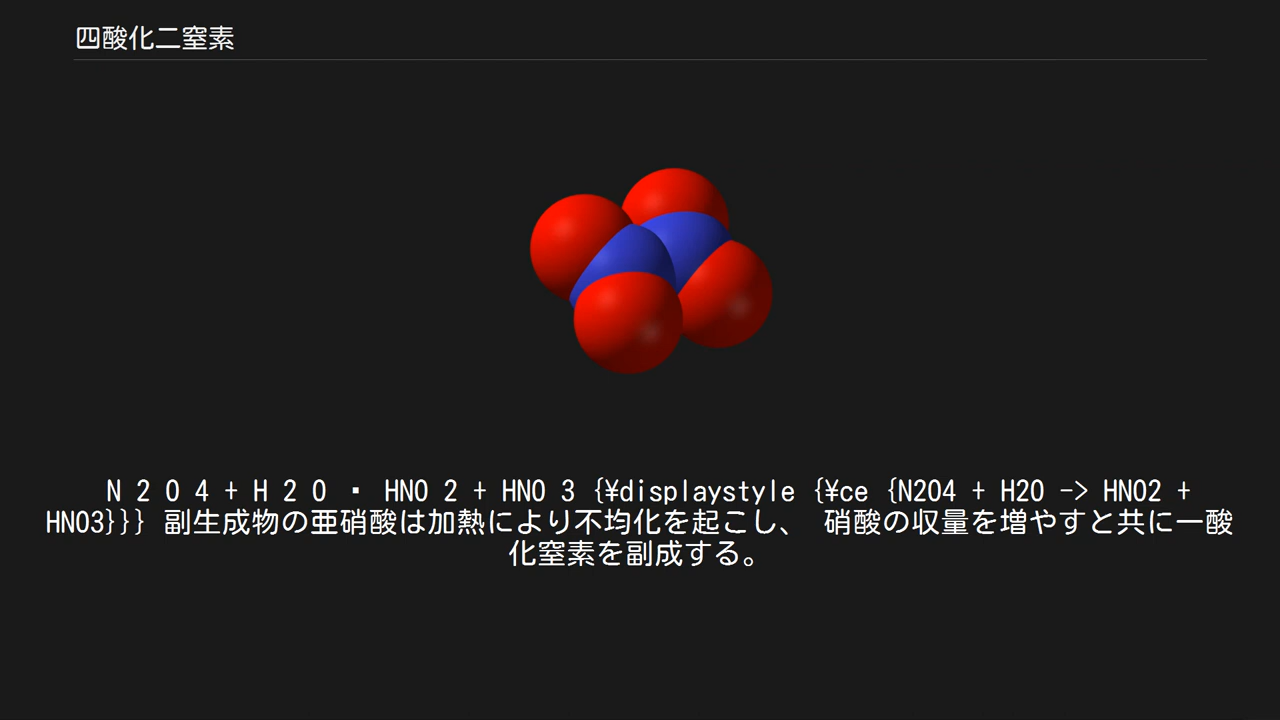 四酸化二窒素
N 2 O 4 + H 2 O ・ HNO 2 + HNO 3 {¥displaystyle {¥ce {N2O4 + H2O -> HNO2 +
HNO3}}} 副生成物の亜硝酸は加熱により不均化を起こし、 硝酸の収量を増やすと共に一酸
化窒素を副成する。